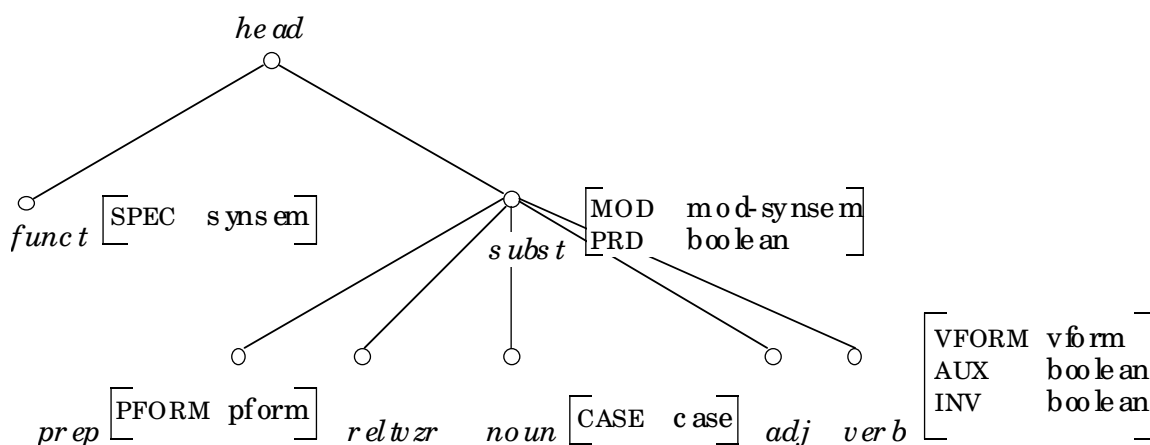 head
funct [SPEC synsem]
subst [MOD mod-synsem
PRD boolean]
prep [PFORM pform]
reltvzr
noun [CASE case]
adj
verb [VFORM vform
AUX boolean
INV boolean]